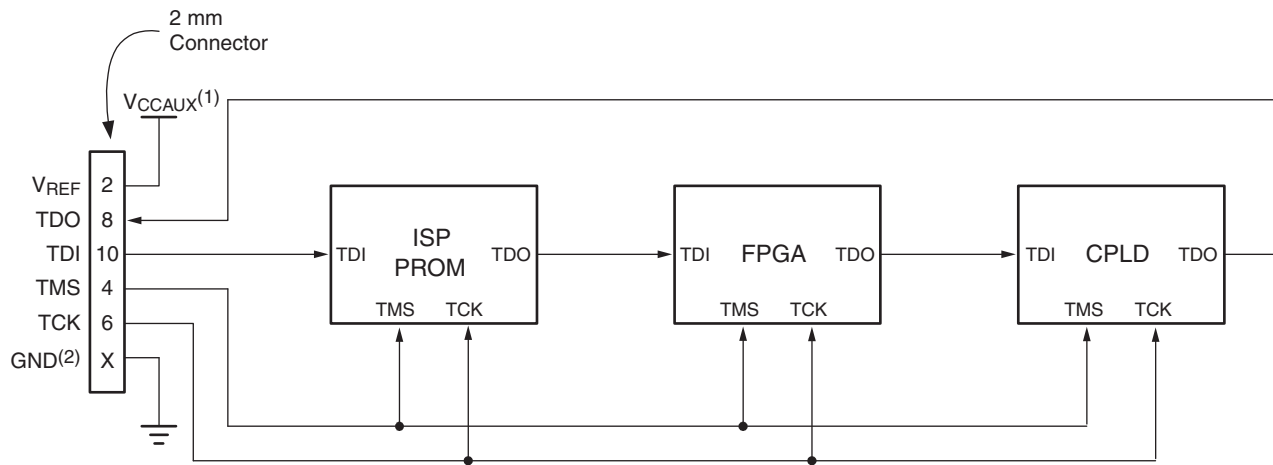 2 mm
Connector
VCCAUX(1)
VREF 2
TDO 8
TDI 10
TMS 4
TCK 6
GND(2) X
TDI ISP PROM TDO
TMS TCK
TDI FPGA TDO
TMS TCK
TDI CPLD TDO
TMS TCK